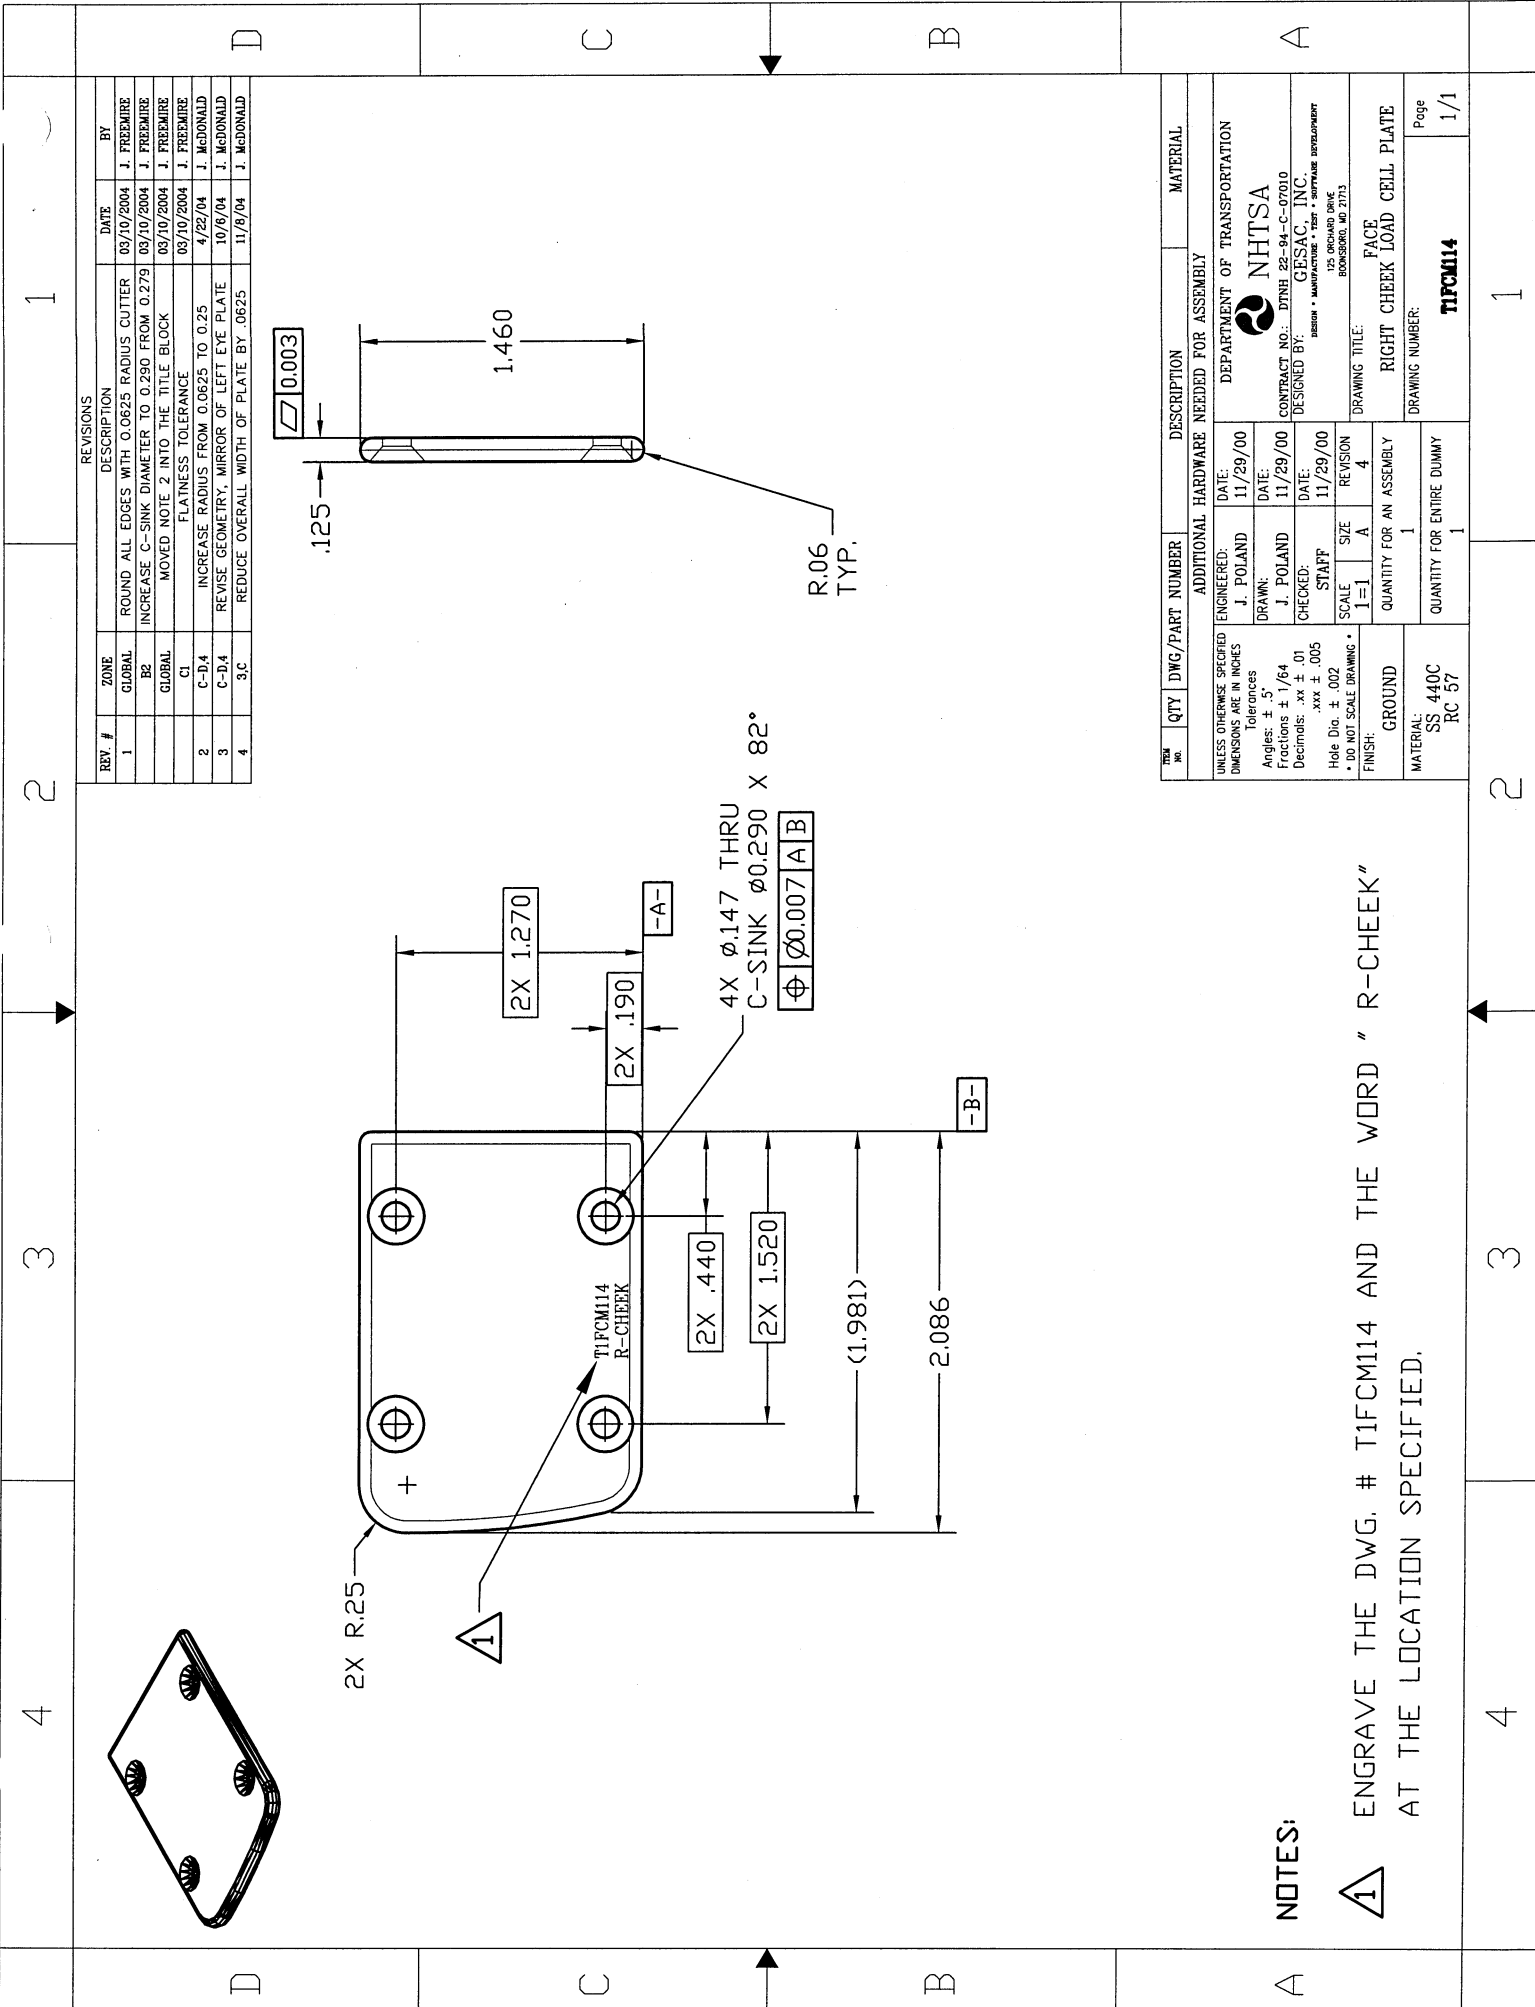 4
3
2
1
D
C
B
A
D
C
B
A
4
3
2
1
REVISIONS
REV. # ZONE DESCRIPTION DATE BY
1 GLOBAL ROUND ALL EDGES WITH 0.0625 RADIUS CUTTER 03/10/2004 J. FREEMIRE
B2 INCREASE C-SINK DIAMETER TO 0.290 FROM 0.279 03/10/2004 J. FREEMIRE
GLOBAL MOVED NOTE 2 INTO THE TITLE BLOCK 03/10/2004 J. FREEMIRE
C1 FLATNESS TOLERANCE 03/10/2004 J. FREEMIRE
2 C-D,4 INCREASE RADIUS FROM 0.0625 TO 0.25 4/22/04 J. McDONALD
3 C-D,4 REVISE GEOMETRY, MIRROR OF LEFT EYE PLATE 10/6/04 J. McDONALD
4 3,C REDUCE OVERALL WIDTH OF PLATE BY .0625 11/8/04 J. McDONALD
2X R.25
1
T1FCM114
R-CHEEK
2X 1.270
-A-
2X .190
4X ⌀.147 THRU
C-SINK ⌀0.290 X 82°
⌖ ⌀0.007 A B
2X .440
2X 1.520
(1.981)
2.086
-B-
.125
⏥ 0.003
1.460
R.06
TYP.
NOTES:
1 ENGRAVE THE DWG. # T1FCM114 AND THE WORD " R-CHEEK"
AT THE LOCATION SPECIFIED.
ITEM NO. QTY DWG/PART NUMBER DESCRIPTION MATERIAL
ADDITIONAL HARDWARE NEEDED FOR ASSEMBLY
UNLESS OTHERWISE SPECIFIED
DIMENSIONS ARE IN INCHES
Tolerances
Angles: ± .5°
Fractions ± 1/64
Decimals: .xx ± .01
.xxx ± .005
Hole Dia. ± .002
* DO NOT SCALE DRAWING *
FINISH:
GROUND
MATERIAL:
SS 440C
RC 57
ENGINEERED:
J. POLAND
DATE:
11/29/00
DRAWN:
J. POLAND
DATE:
11/29/00
CHECKED:
STAFF
DATE:
11/29/00
SCALE
1=1
SIZE
A
REVISION
4
QUANTITY FOR AN ASSEMBLY
1
QUANTITY FOR ENTIRE DUMMY
1
DEPARTMENT OF TRANSPORTATION
NHTSA
CONTRACT NO.: DTNH 22-94-C-07010
DESIGNED BY: GESAC, INC.
DESIGN * MANUFACTURE * TEST * SOFTWARE DEVELOPMENT
125 ORCHARD DRIVE
BOONSBORO, MD 21713
DRAWING TITLE:
FACE
RIGHT CHEEK LOAD CELL PLATE
DRAWING NUMBER:
T1FCM114
Page
1/1